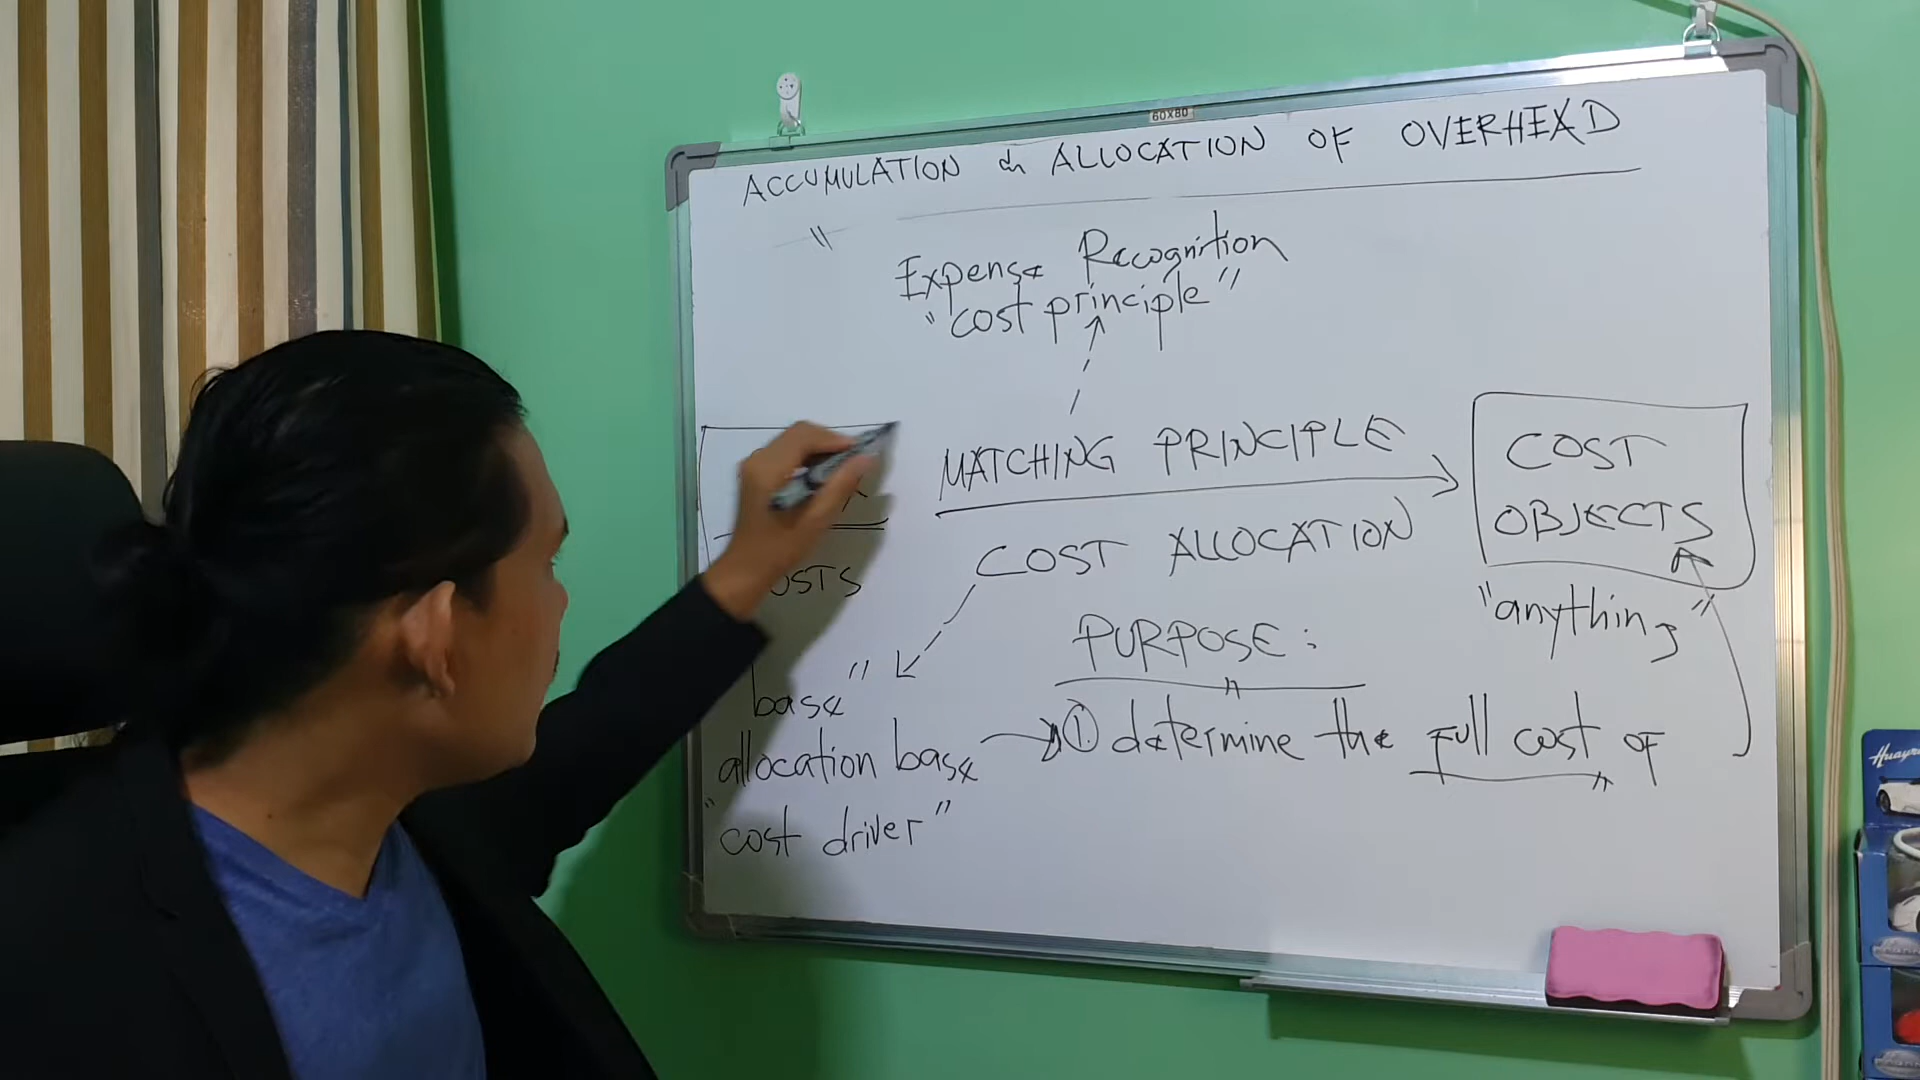 60X80
ACCUMULATION & ALLOCATION OF OVERHEAD
"
Expense Recognition
"cost principle"
MATCHING PRINCIPLE
COST ALLOCATION
COST
OBJECTS
"anything"
PURPOSE:
① determine the full cost of
base"
allocation base
"cost driver"